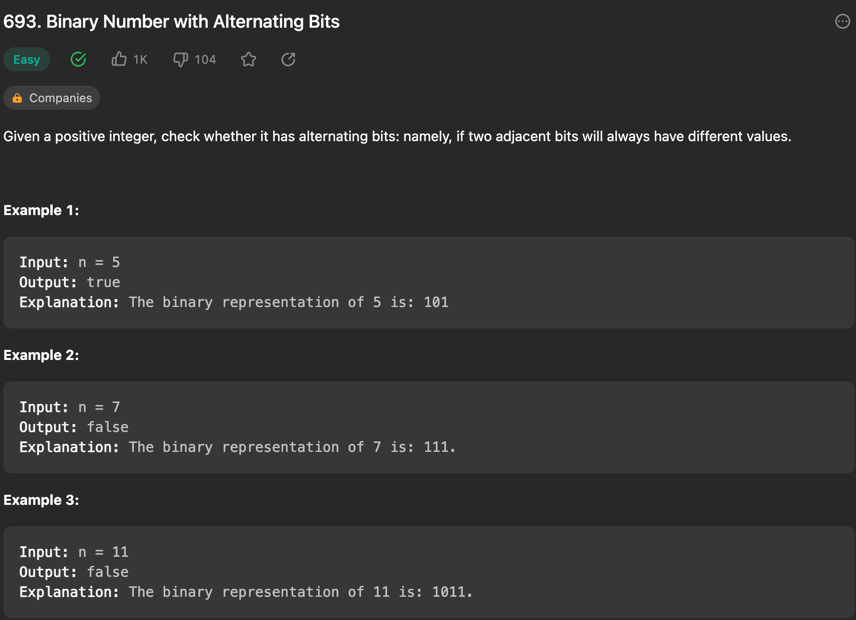 693. Binary Number with Alternating Bits
Easy 1K 104
Companies
Given a positive integer, check whether it has alternating bits: namely, if two adjacent bits will always have different values.
Example 1:
Input: n = 5
Output: true
Explanation: The binary representation of 5 is: 101
Example 2:
Input: n = 7
Output: false
Explanation: The binary representation of 7 is: 111.
Example 3:
Input: n = 11
Output: false
Explanation: The binary representation of 11 is: 1011.